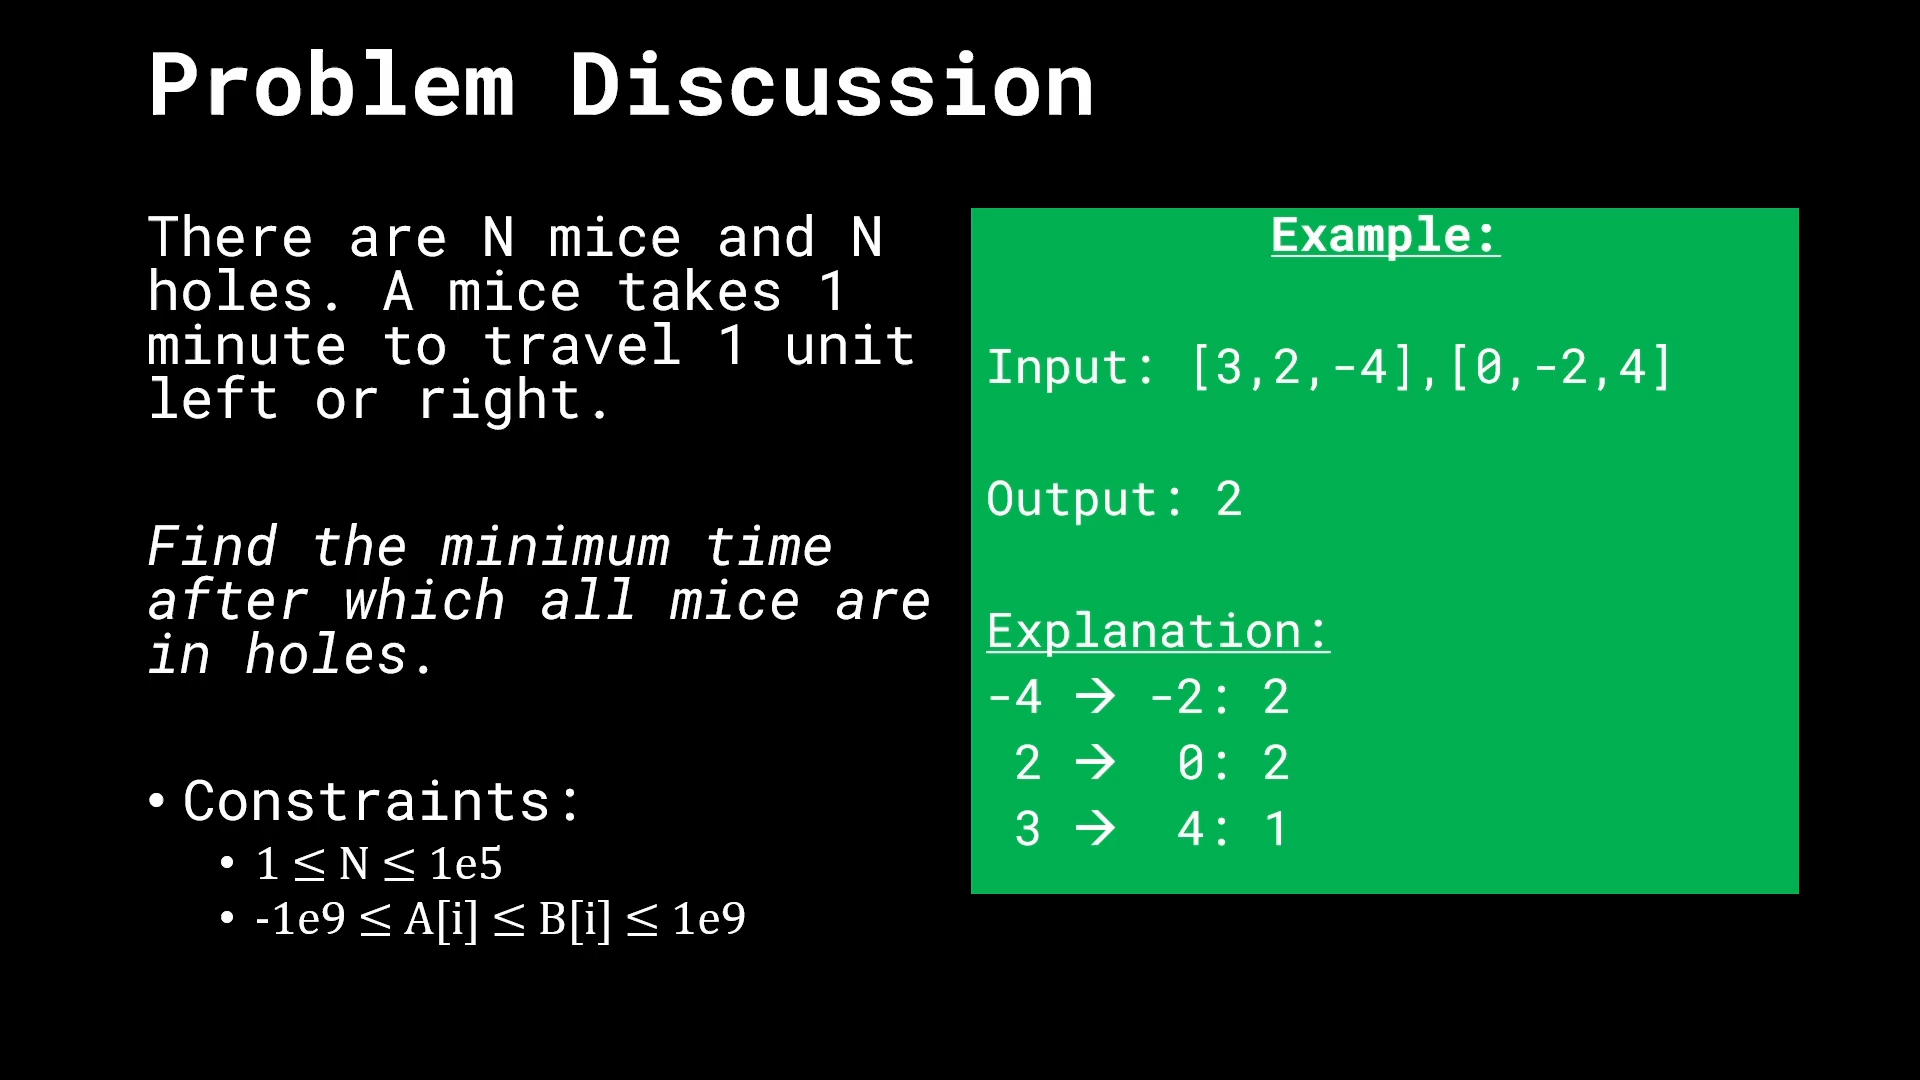 Problem Discussion
There are N mice and N
holes. A mice takes 1
minute to travel 1 unit
left or right.
Find the minimum time
after which all mice are
in holes.
• Constraints:
• 1 ≤ N ≤ 1e5
• -1e9 ≤ A[i] ≤ B[i] ≤ 1e9
Example:
Input: [3,2,-4],[0,-2,4]
Output: 2
Explanation:
-4 → -2: 2
2 → 0: 2
3 → 4: 1